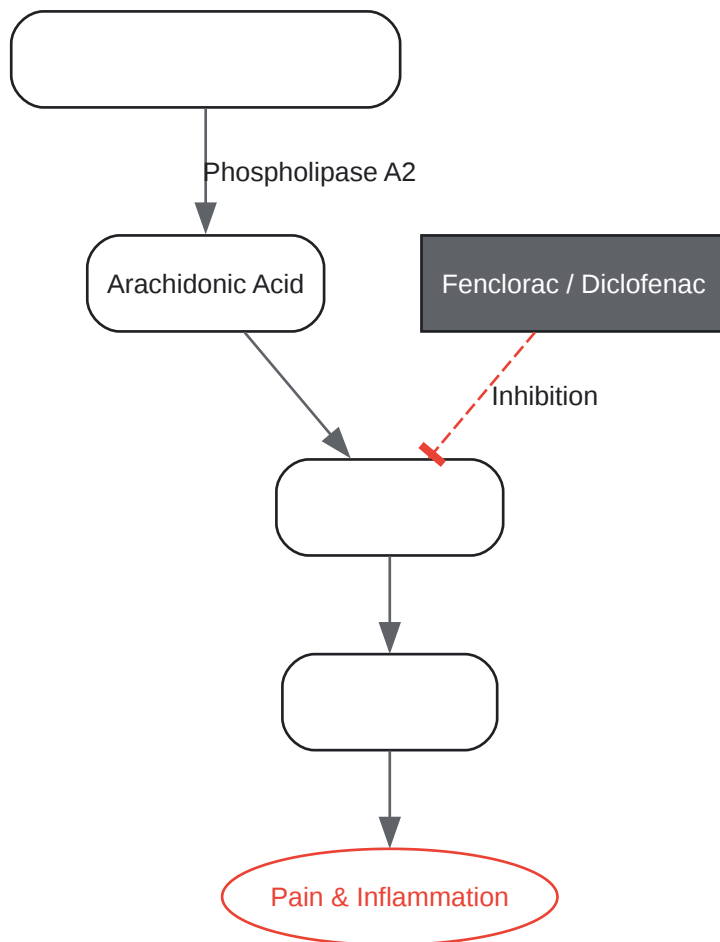 Phospholipase A2
Arachidonic Acid
Fenclorac / Diclofenac
Inhibition
Pain & Inflammation